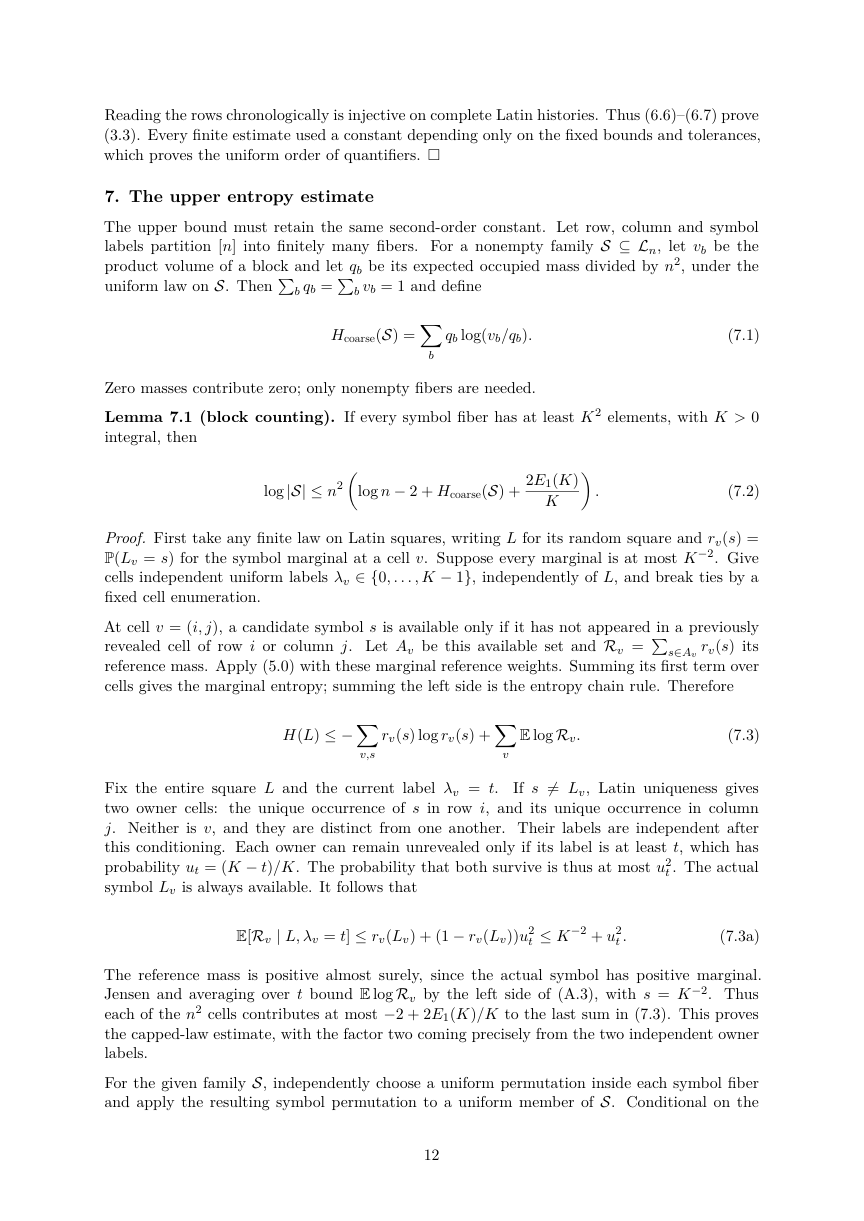 Reading the rows chronologically is injective on complete Latin histories. Thus (6.6)–(6.7) prove
(3.3). Every finite estimate used a constant depending only on the fixed bounds and tolerances,
which proves the uniform order of quantifiers. □
7. The upper entropy estimate
The upper bound must retain the same second-order constant. Let row, column and symbol
labels partition [n] into finitely many fibers. For a nonempty family 𝒮 ⊆ ℒₙ, let v_b be the
product volume of a block and let q_b be its expected occupied mass divided by n², under the
uniform law on 𝒮. Then ∑_b q_b = ∑_b v_b = 1 and define
H_coarse(𝒮) = ∑_b q_b log(v_b/q_b). (7.1)
Zero masses contribute zero; only nonempty fibers are needed.
Lemma 7.1 (block counting). If every symbol fiber has at least K² elements, with K > 0
integral, then
log |𝒮| ≤ n² (log n − 2 + H_coarse(𝒮) + 2E₁(K)/K). (7.2)
Proof. First take any finite law on Latin squares, writing L for its random square and r_v(s) =
ℙ(L_v = s) for the symbol marginal at a cell v. Suppose every marginal is at most K⁻². Give
cells independent uniform labels λ_v ∈ {0, . . . , K − 1}, independently of L, and break ties by a
fixed cell enumeration.
At cell v = (i, j), a candidate symbol s is available only if it has not appeared in a previously
revealed cell of row i or column j. Let A_v be this available set and ℛ_v = ∑_{s∈A_v} r_v(s) its
reference mass. Apply (5.0) with these marginal reference weights. Summing its first term over
cells gives the marginal entropy; summing the left side is the entropy chain rule. Therefore
H(L) ≤ − ∑_{v,s} r_v(s) log r_v(s) + ∑_v 𝔼 log ℛ_v. (7.3)
Fix the entire square L and the current label λ_v = t. If s ≠ L_v, Latin uniqueness gives
two owner cells: the unique occurrence of s in row i, and its unique occurrence in column
j. Neither is v, and they are distinct from one another. Their labels are independent after
this conditioning. Each owner can remain unrevealed only if its label is at least t, which has
probability u_t = (K − t)/K. The probability that both survive is thus at most u_t². The actual
symbol L_v is always available. It follows that
𝔼[ℛ_v | L, λ_v = t] ≤ r_v(L_v) + (1 − r_v(L_v))u_t² ≤ K⁻² + u_t². (7.3a)
The reference mass is positive almost surely, since the actual symbol has positive marginal.
Jensen and averaging over t bound 𝔼 log ℛ_v by the left side of (A.3), with s = K⁻². Thus
each of the n² cells contributes at most −2 + 2E₁(K)/K to the last sum in (7.3). This proves
the capped-law estimate, with the factor two coming precisely from the two independent owner
labels.
For the given family 𝒮, independently choose a uniform permutation inside each symbol fiber
and apply the resulting symbol permutation to a uniform member of 𝒮. Conditional on the
12